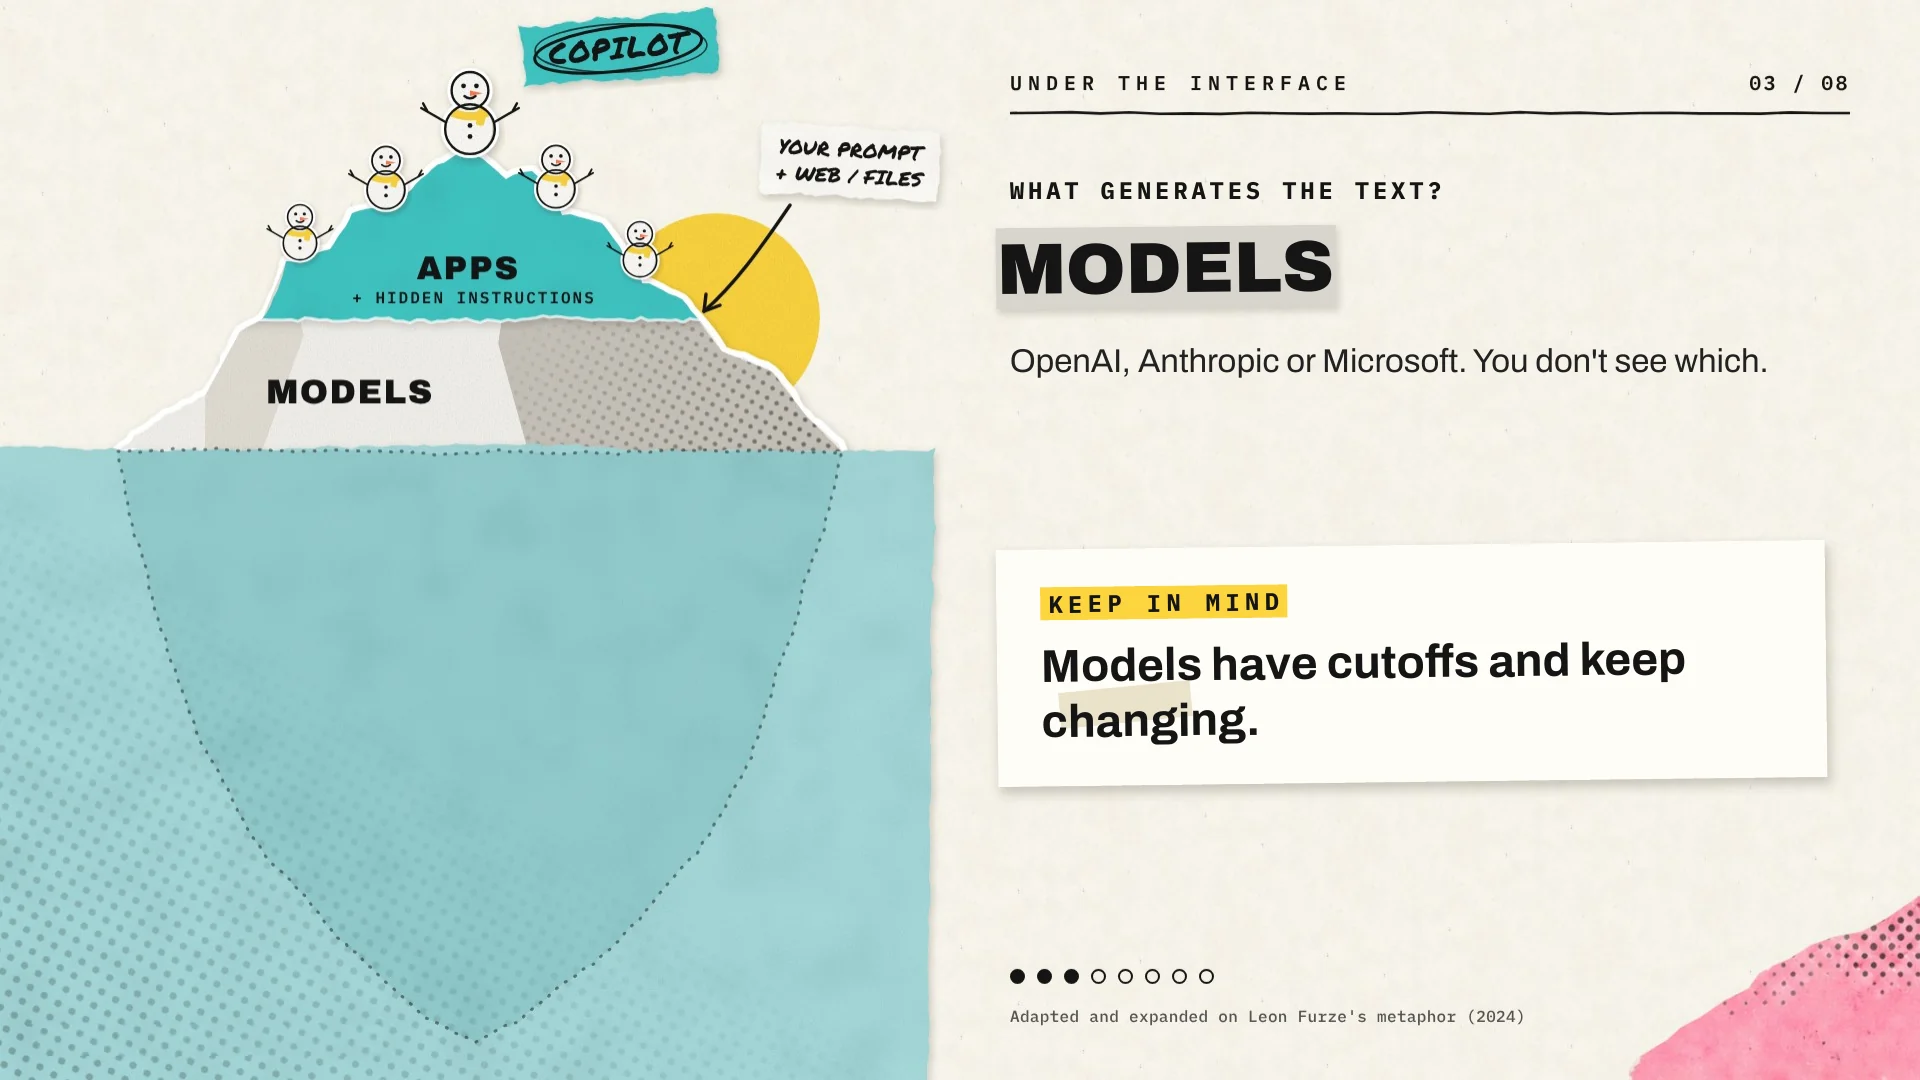 COPILOT
YOUR PROMPT
+ WEB / FILES
APPS
+ HIDDEN INSTRUCTIONS
MODELS
UNDER THE INTERFACE
03 / 08
WHAT GENERATES THE TEXT?
MODELS
OpenAI, Anthropic or Microsoft. You don't see which.
KEEP IN MIND
Models have cutoffs and keep
changing.
Adapted and expanded on Leon Furze's metaphor (2024)